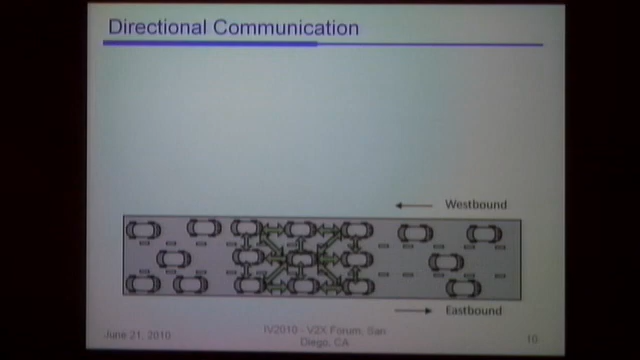 Directional Communication
Westbound
Eastbound
June 21, 2010
IV2010 - V2X Forum, San
Diego, CA
10